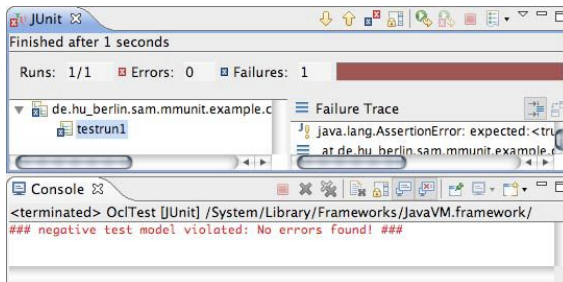 JUnit
Finished after 1 seconds
Runs: 1/1 Errors: 0 Failures: 1
de.hu_berlin.sam.mmunit.example.c
testrun1
Failure Trace
java.lang.AssertionError: expected:<tru
at de.hu_berlin.sam.mmunit.example.c
Console
<terminated> OclTest [JUnit] /System/Library/Frameworks/JavaVM.framework/
### negative test model violated: No errors found! ###